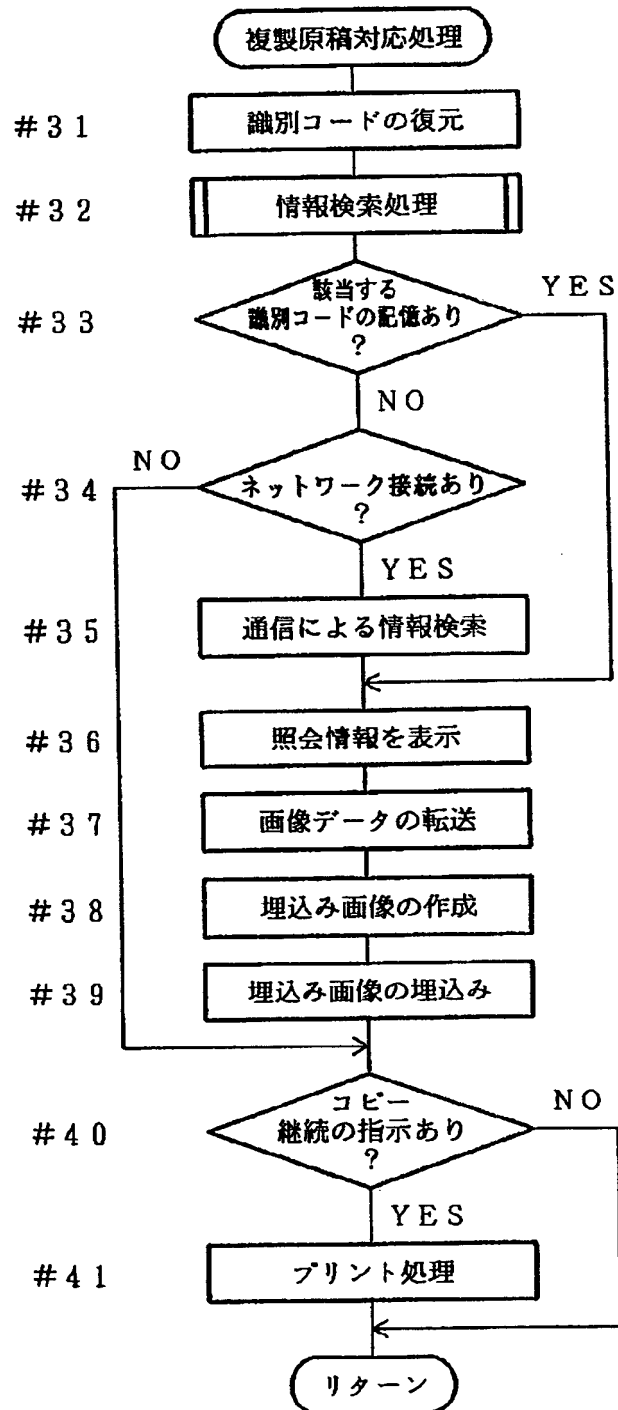 複製原稿対応処理
#31
識別コードの復元
#32
情報検索処理
#33
該当する
識別コードの記憶あり
?
YES
NO
#34
ネットワーク接続あり
?
NO
YES
#35
通信による情報検索
#36
照会情報を表示
#37
画像データの転送
#38
埋込み画像の作成
#39
埋込み画像の埋込み
#40
コピー
継続の指示あり
?
NO
YES
#41
プリント処理
リターン